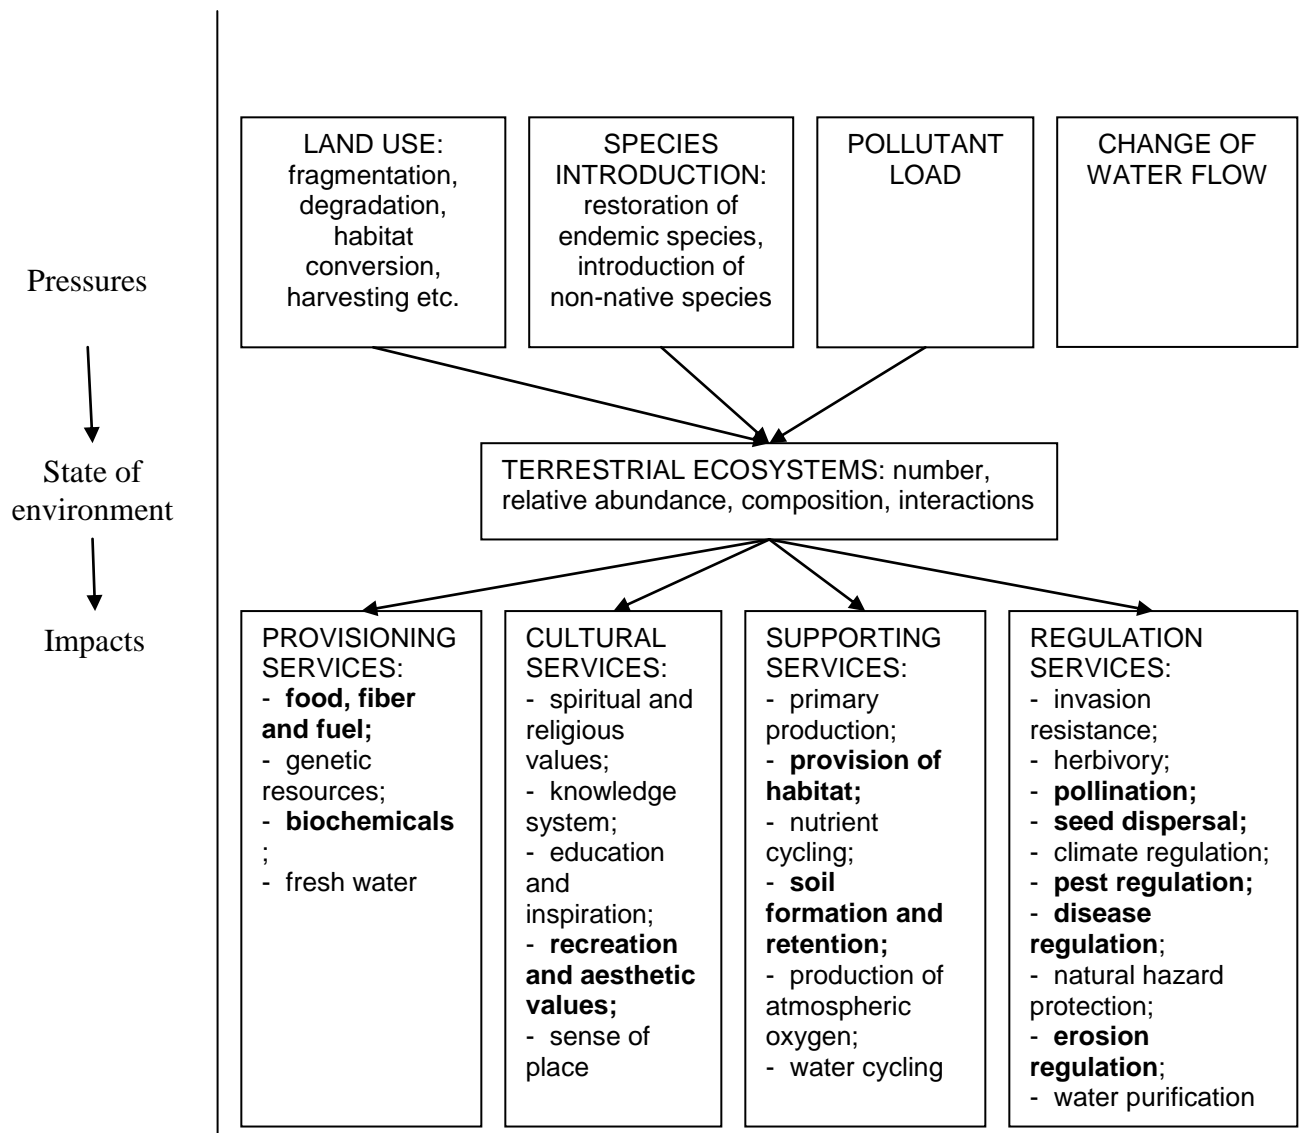 LAND USE:
fragmentation,
degradation,
habitat
conversion,
harvesting etc.
SPECIES
INTRODUCTION:
restoration of
endemic species,
introduction of
non-native species
POLLUTANT
LOAD
CHANGE OF
WATER FLOW
Pressures
State of
environment
TERRESTRIAL ECOSYSTEMS: number,
relative abundance, composition, interactions
Impacts
PROVISIONING
SERVICES:
- food, fiber
and fuel;
- genetic
resources;
- biochemicals
;
- fresh water
CULTURAL
SERVICES:
- spiritual and
religious
values;
- knowledge
system;
- education
and
inspiration;
- recreation
and aesthetic
values;
- sense of
place
SUPPORTING
SERVICES:
- primary
production;
- provision of
habitat;
- nutrient
cycling;
- soil
formation and
retention;
- production of
atmospheric
oxygen;
- water cycling
REGULATION
SERVICES:
- invasion
resistance;
- herbivory;
- pollination;
- seed dispersal;
- climate regulation;
- pest regulation;
- disease
regulation;
- natural hazard
protection;
- erosion
regulation;
- water purification